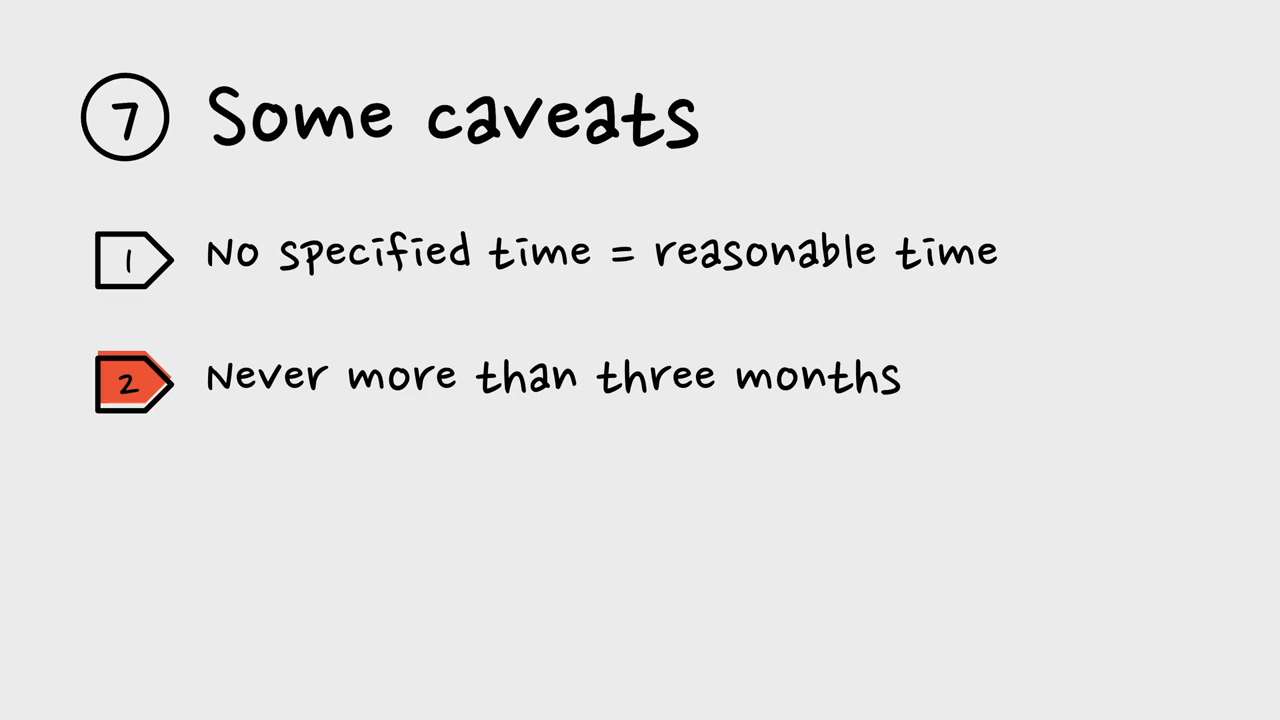 7 Some caveats
1 No specified time = reasonable time
2 Never more than three months